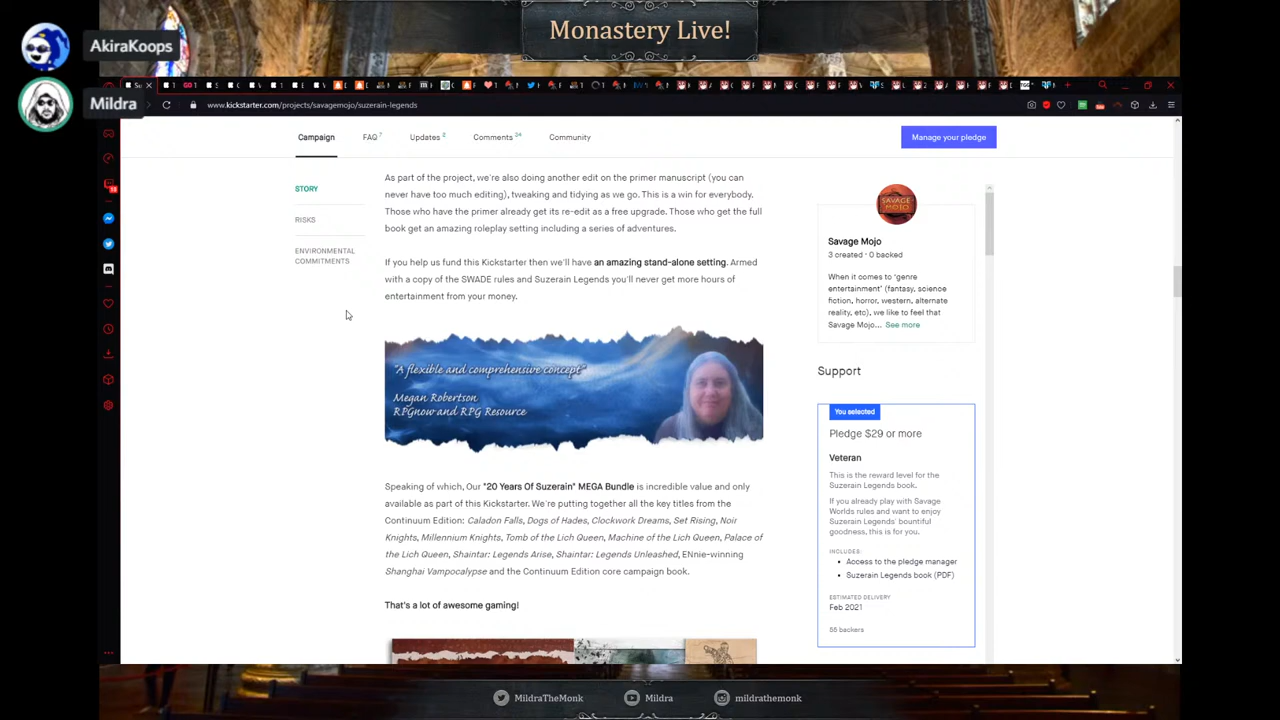 Monastery Live!
AkiraKoops
Mildra
www.kickstarter.com/projects/savagemojo/suzerain-legends
Campaign
FAQ 7
Updates 2
Comments 24
Community
Manage your pledge
STORY
RISKS
ENVIRONMENTAL
COMMITMENTS
As part of the project, we're also doing another edit on the primer manuscript (you can
never have too much editing), tweaking and tidying as we go. This is a win for everybody.
Those who have the primer already get its re-edit as a free upgrade. Those who get the full
book get an amazing roleplay setting including a series of adventures.
If you help us fund this Kickstarter then we'll have an amazing stand-alone setting. Armed
with a copy of the SWADE rules and Suzerain Legends you'll never get more hours of
entertainment from your money.
"A flexible and comprehensive concept"
Megan Robertson
RPGnow and RPG Resource
Speaking of which, Our "20 Years Of Suzerain" MEGA Bundle is incredible value and only
available as part of this Kickstarter. We're putting together all the key titles from the
Continuum Edition: Caladon Falls, Dogs of Hades, Clockwork Dreams, Set Rising, Noir
Knights, Millennium Knights, Tomb of the Lich Queen, Machine of the Lich Queen, Palace of
the Lich Queen, Shaintar: Legends Arise, Shaintar: Legends Unleashed, ENnie-winning
Shanghai Vampocalypse and the Continuum Edition core campaign book.
That's a lot of awesome gaming!
SAVAGE
MOJO
Savage Mojo
3 created · 0 backed
When it comes to 'genre
entertainment' (fantasy, science
fiction, horror, western, alternate
reality, etc), we like to feel that
Savage Mojo... See more
Support
You selected
Pledge $29 or more
Veteran
This is the reward level for the
Suzerain Legends book.
If you already play with Savage
Worlds rules and want to enjoy
Suzerain Legends' bountiful
goodness, this is for you.
INCLUDES:
• Access to the pledge manager
• Suzerain Legends book (PDF)
ESTIMATED DELIVERY
Feb 2021
55 backers
MildraTheMonk
Mildra
mildrathemonk